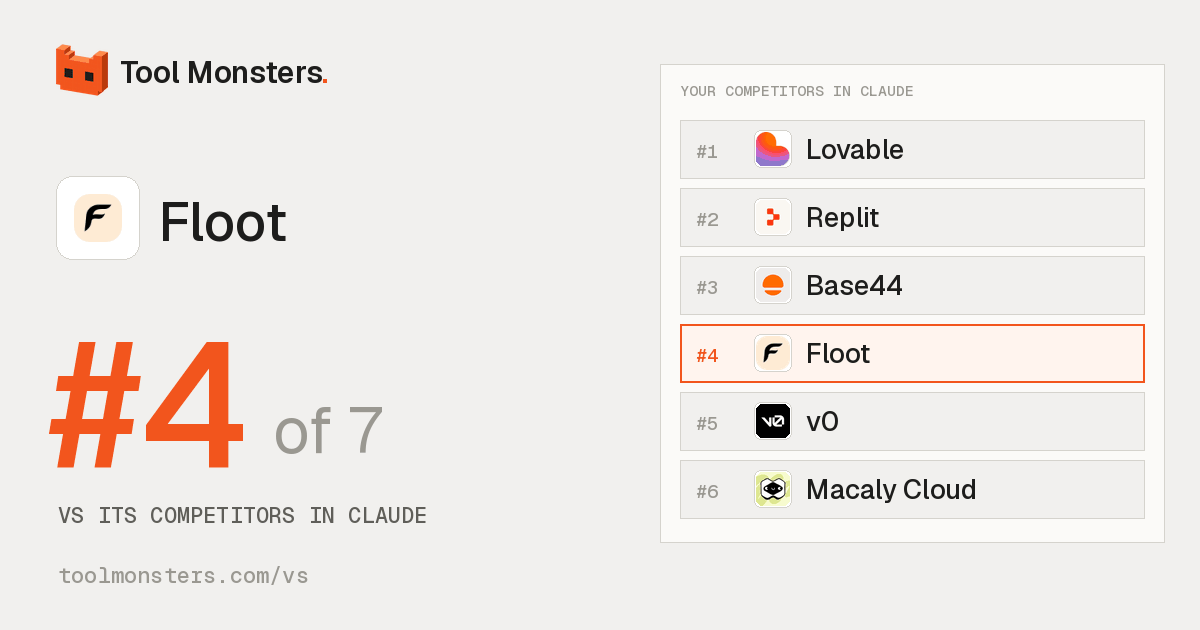 Tool Monsters.
Floot
#4 of 7
VS ITS COMPETITORS IN CLAUDE
toolmonsters.com/vs
YOUR COMPETITORS IN CLAUDE
#1 Lovable
#2 Replit
#3 Base44
#4 Floot
#5 v0
#6 Macaly Cloud